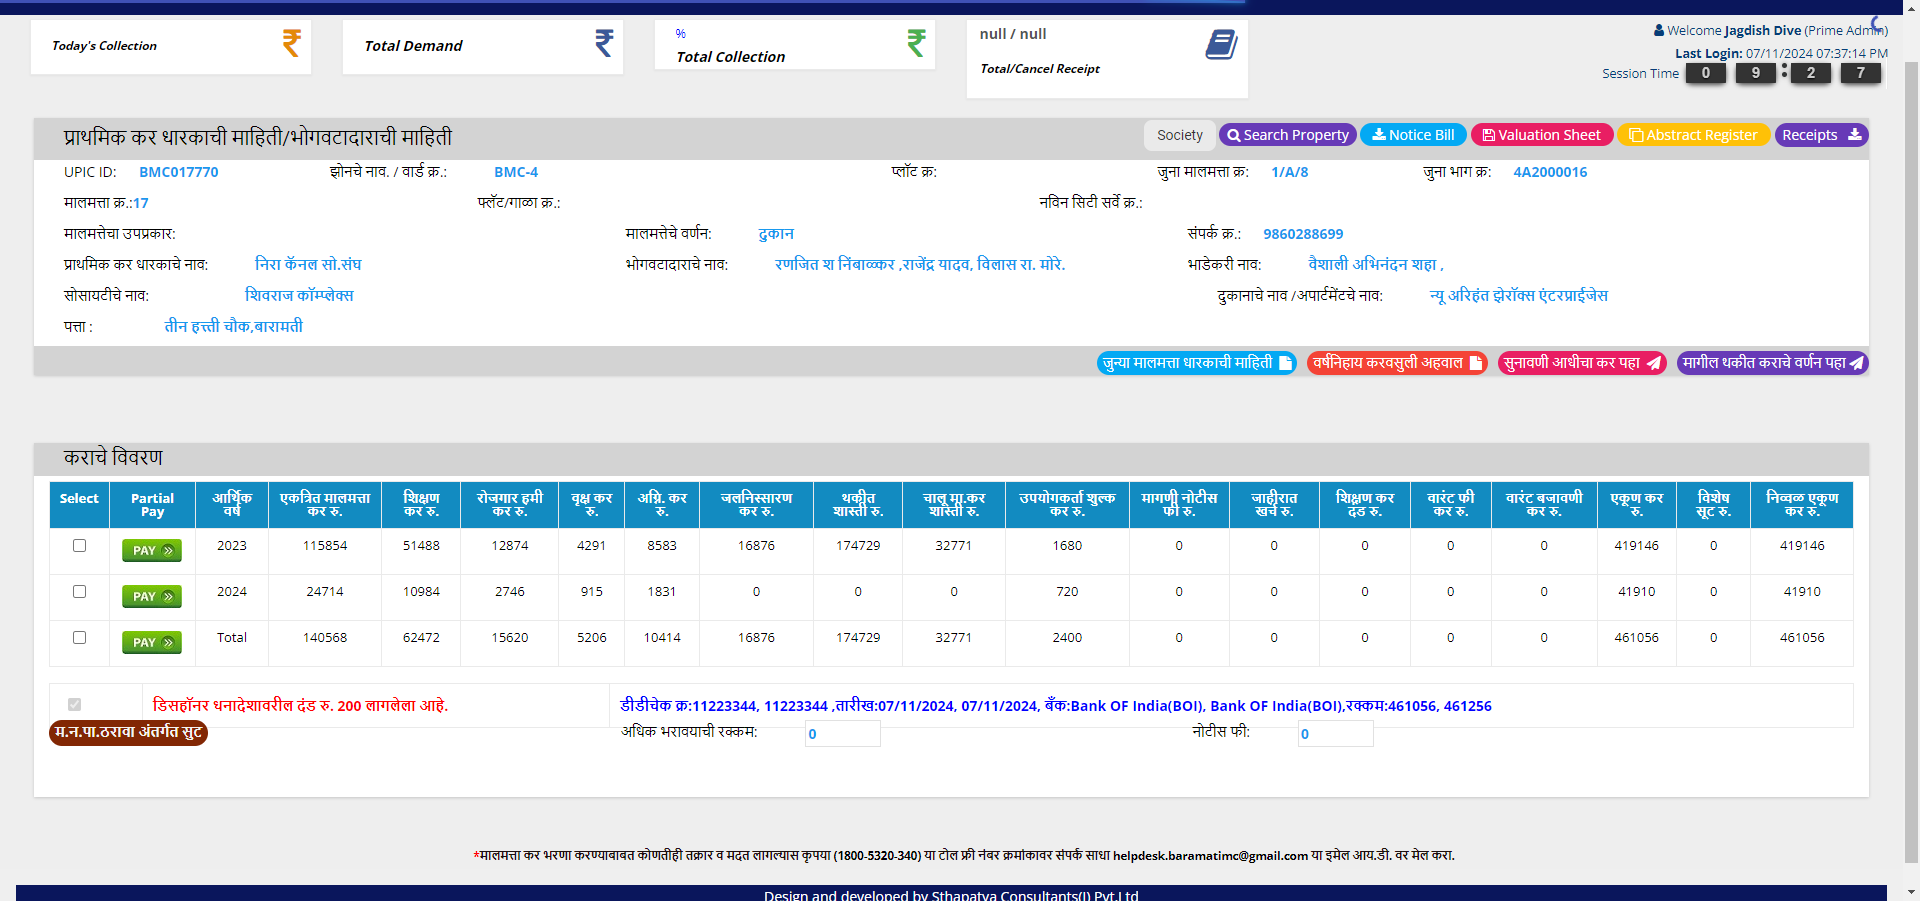 Today's Collection
Total Demand
%
Total Collection
null / null
Total/Cancel Receipt
Welcome Jagdish Dive (Prime Admin)
Last Login: 07/11/2024 07:37:14 PM
Session Time 0 9 : 2 7
प्राथमिक कर धारकाची माहिती/भोगवटादाराची माहिती
Society Search Property Notice Bill Valuation Sheet Abstract Register Receipts
UPIC ID: BMC017770 झोनचे नाव. / वार्ड क्र.: BMC-4 प्लॉट क्र: जुना मालमत्ता क्र: 1/A/8 जुना भाग क्र: 4A2000016
मालमत्ता क्र.:17 फ्लॅट/गाळा क्र.: नविन सिटी सर्वे क्र.:
मालमत्तेचा उपप्रकार: मालमत्तेचे वर्णन: दुकान संपर्क क्र.: 9860288699
प्राथमिक कर धारकाचे नाव: निरा कॅनल सो.संघ भोगवटादाराचे नाव: रणजित श निंबाळ्कर ,राजेंद्र यादव, विलास रा. मोरे. भाडेकरी नाव: वैशाली अभिनंदन शहा ,
सोसायटीचे नाव: शिवराज कॉम्प्लेक्स दुकानाचे नाव /अपार्टमेंटचे नाव: न्यू अरिहंत झेरॉक्स एंटरप्राईजेस
पत्ता : तीन हत्ती चौक,बारामती
जुन्या मालमत्ता धारकाची माहिती वर्षनिहाय करवसुली अहवाल सुनावणी आधीचा कर पहा मागील थकीत कराचे वर्णन पहा
कराचे विवरण
Select Partial Pay आर्थिक वर्ष एकत्रित मालमत्ता कर रु. शिक्षण कर रु. रोजगार हमी कर रु. वृक्ष कर रु. अग्नि. कर रु. जलनिस्सारण कर रु. थकीत शास्ती रु. चालू मा.कर शास्ती रु. उपयोगकर्ता शुल्क कर रु. मागणी नोटीस फी रु. जाहीरात खर्च रु. शिक्षण कर दंड रु. वारंट फी कर रु. वारंट बजावणी कर रु. एकूण कर रु. विशेष सूट रु. निव्वळ एकूण कर रु.
PAY 2023 115854 51488 12874 4291 8583 16876 174729 32771 1680 0 0 0 0 0 419146 0 419146
PAY 2024 24714 10984 2746 915 1831 0 0 0 720 0 0 0 0 0 41910 0 41910
PAY Total 140568 62472 15620 5206 10414 16876 174729 32771 2400 0 0 0 0 0 461056 0 461056
डिसहॉनर धनादेशावरील दंड रु. 200 लागलेला आहे. डीडीचेक क्र:11223344, 11223344 ,तारीख:07/11/2024, 07/11/2024, बँक:Bank OF India(BOI), Bank OF India(BOI),रक्कम:461056, 461256
म.न.पा.ठरावा अंतर्गत सुट अधिक भरावयाची रक्कम: 0 नोटीस फी: 0
*मालमत्ता कर भरणा करण्याबाबत कोणतीही तक्रार व मदत लागल्यास कृपया (1800-5320-340) या टोल फ्री नंबर क्रमांकावर संपर्क साधा helpdesk.baramatimc@gmail.com या इमेल आय.डी. वर मेल करा.
Design and developed by Sthapatya Consultants(I) Pvt.Ltd